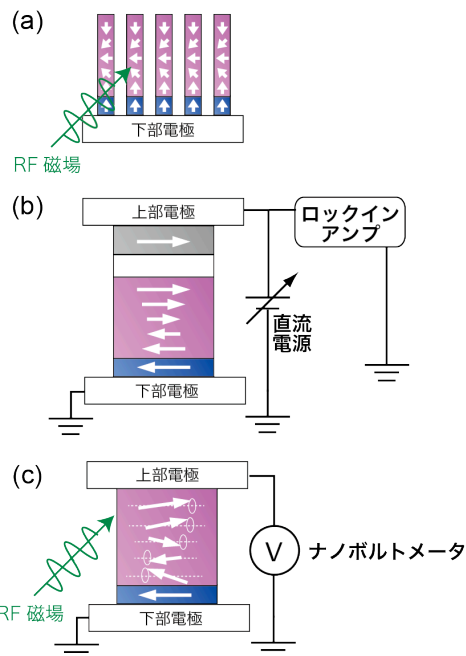 (a)
下部電極
RF 磁場
(b)
上部電極
ロックイン
アンプ
直流
電源
下部電極
(c)
上部電極
V
ナノボルトメータ
RF 磁場
下部電極